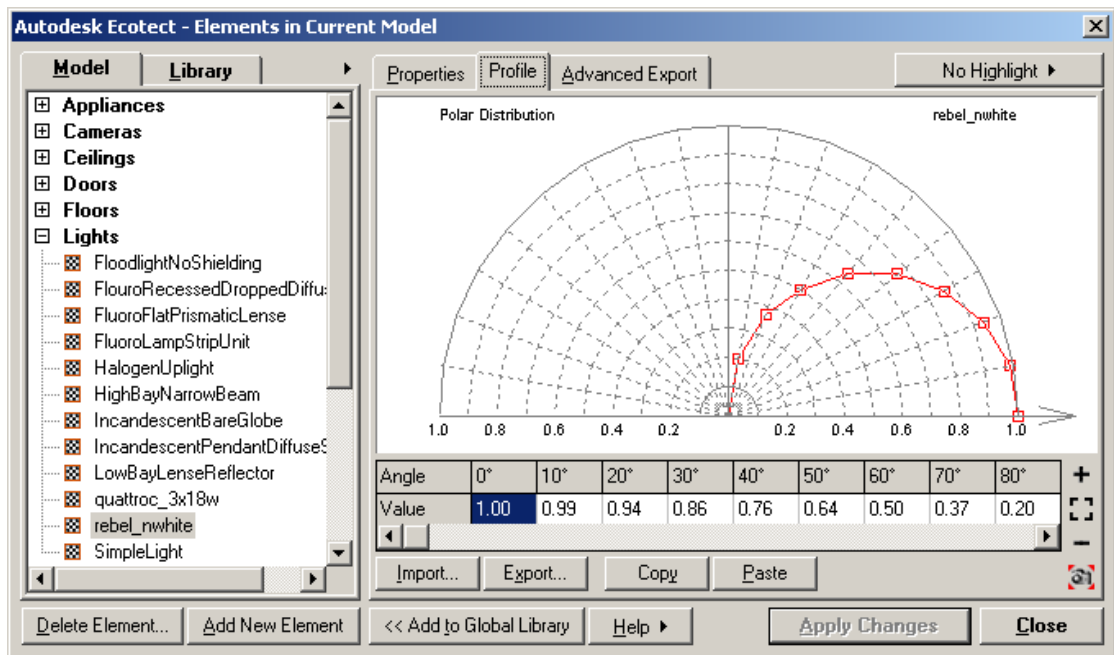 Autodesk Ecotect - Elements in Current Model
Model Library
Appliances
Cameras
Ceilings
Doors
Floors
Lights
FloodlightNoShielding
FlouroRecessedDroppedDiffu
FluoroFlatPrismaticLense
FluoroLampStripUnit
HalogenUplight
HighBayNarrowBeam
IncandescentBareGlobe
IncandescentPendantDiffuseS
LowBayLenseReflector
quattroc_3x18w
rebel_nwhite
SimpleLight
Properties Profile Advanced Export No Highlight
Polar Distribution rebel_nwhite
1.0 0.8 0.6 0.4 0.2 0.2 0.4 0.6 0.8 1.0
Angle 0° 10° 20° 30° 40° 50° 60° 70° 80°
Value 1.00 0.99 0.94 0.86 0.76 0.64 0.50 0.37 0.20
Import... Export... Copy Paste
Delete Element... Add New Element << Add to Global Library Help Apply Changes Close